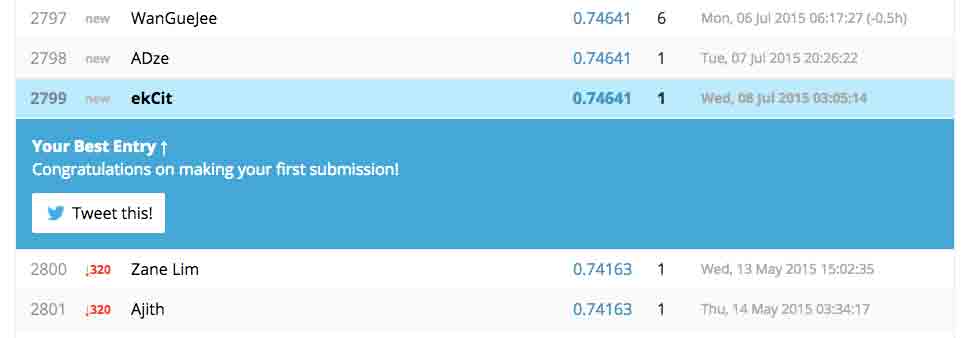 2797 new WanGueJee 0.74641 6 Mon, 06 Jul 2015 06:17:27 (-0.5h)
2798 new ADze 0.74641 1 Tue, 07 Jul 2015 20:26:22
2799 new ekCit 0.74641 1 Wed, 08 Jul 2015 03:05:14
Your Best Entry ↑
Congratulations on making your first submission!
Tweet this!
2800 ↓320 Zane Lim 0.74163 1 Wed, 13 May 2015 15:02:35
2801 ↓320 Ajith 0.74163 1 Thu, 14 May 2015 03:34:17